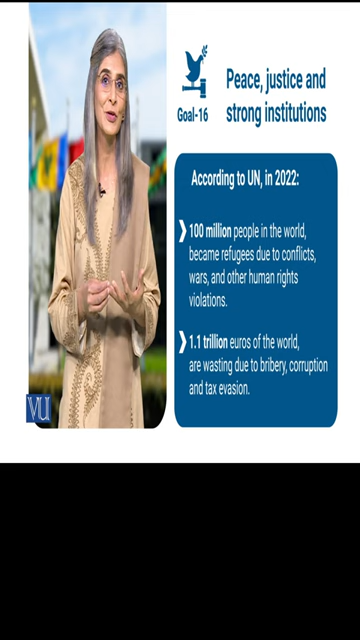 Goal-16
Peace, justice and
strong institutions
According to UN, in 2022:
100 million people in the world,
became refugees due to conflicts,
wars, and other human rights
violations.
1.1 trillion euros of the world,
are wasting due to bribery, corruption
and tax evasion.
VU